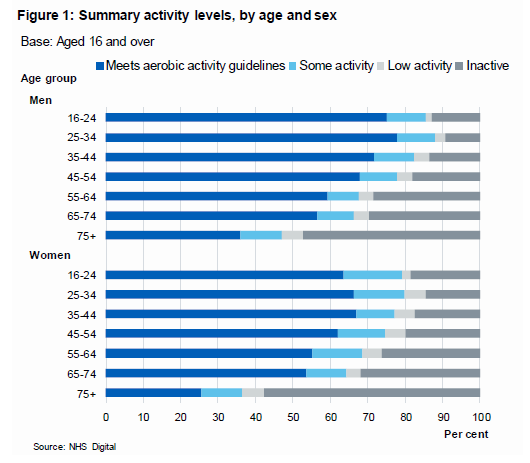 Figure 1: Summary activity levels, by age and sex
Base: Aged 16 and over
Meets aerobic activity guidelines Some activity Low activity Inactive
Age group
Men
16-24
25-34
35-44
45-54
55-64
65-74
75+
Women
16-24
25-34
35-44
45-54
55-64
65-74
75+
0 10 20 30 40 50 60 70 80 90 100
Per cent
Source: NHS Digital